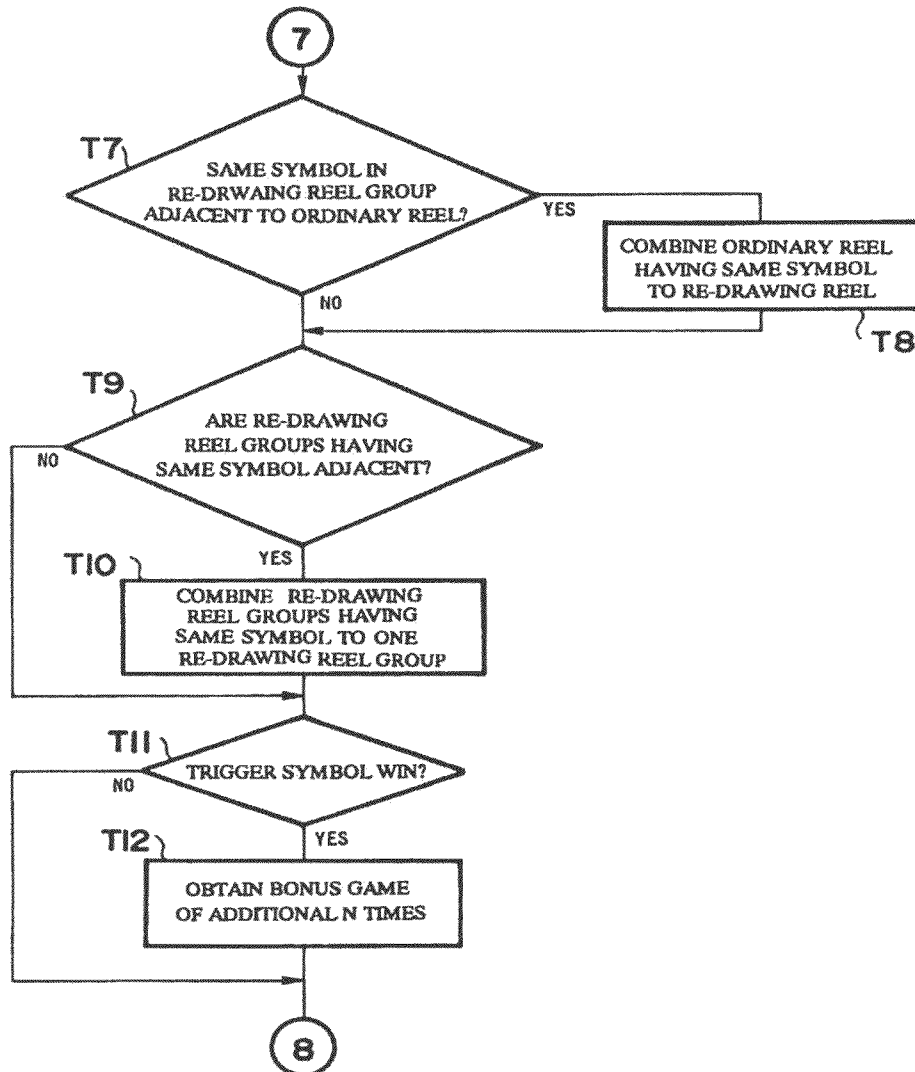 7
T7
SAME SYMBOL IN
RE-DRWAING REEL GROUP
ADJACENT TO ORDINARY REEL?
YES
COMBINE ORDINARY REEL
HAVING SAME SYMBOL
TO RE-DRAWING REEL
T8
NO
T9
ARE RE-DRAWING
REEL GROUPS HAVING
SAME SYMBOL ADJACENT?
NO
YES
T10
COMBINE RE-DRAWING
REEL GROUPS HAVING
SAME SYMBOL TO ONE
RE-DRAWING REEL GROUP
T11
TRIGGER SYMBOL WIN?
NO
YES
T12
OBTAIN BONUS GAME
OF ADDITIONAL N TIMES
8